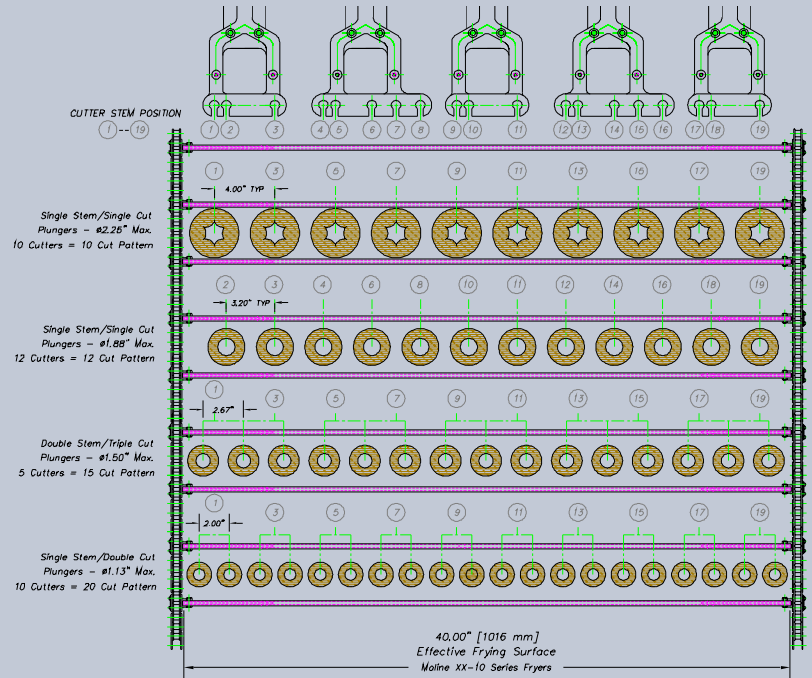 CUTTER STEM POSITION
1 -- 19
1 2 3 4 5 6 7 8 9 10 11 12 13 14 15 16 17 18 19
1 3 5 7 9 11 13 15 17 19
4.00" TYP
Single Stem/Single Cut
Plungers - ø2.25" Max.
10 Cutters = 10 Cut Pattern
2 3 4 6 8 10 11 12 14 16 18 19
3.20" TYP
Single Stem/Single Cut
Plungers - ø1.88" Max.
12 Cutters = 12 Cut Pattern
1 3 5 7 9 11 13 15 17 19
2.67"
Double Stem/Triple Cut
Plungers - ø1.50" Max.
5 Cutters = 15 Cut Pattern
1 3 5 7 9 11 13 15 17 19
2.00"
Single Stem/Double Cut
Plungers - ø1.13" Max.
10 Cutters = 20 Cut Pattern
40.00" [1016 mm]
Effective Frying Surface
Moline XX-10 Series Fryers